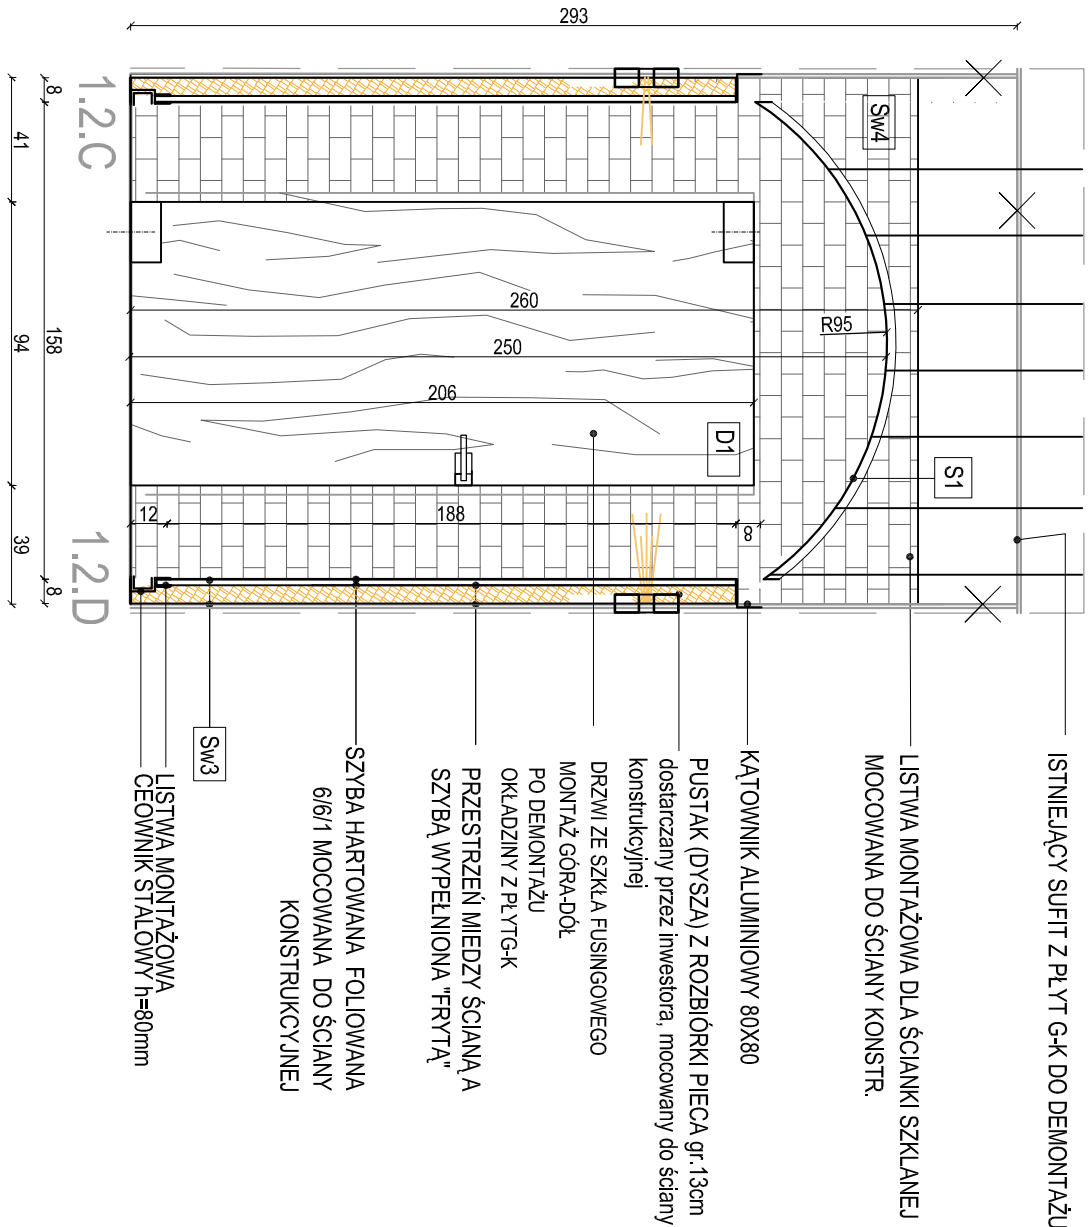 293
8
41
94
39
8
158
1.2.C
1.2.D
Sw4
S1
D1
R95
260
250
206
12
188
8
Sw3
ISTNIEJĄCY SUFIT Z PŁYT G-K DO DEMONTAŻU
LISTWA MONTAŻOWA DLA ŚCIANKI SZKLANEJ
MOCOWANA DO ŚCIANY KONSTR.
KĄTOWNIK ALUMINIOWY 80X80
PUSTAK (DYSZA) Z ROZBIÓRKI PIECA gr.13cm
dostarczany przez inwestora, mocowany do ściany
konstrukcyjnej
DRZWI ZE SZKŁA FUSINGOWEGO
MONTAŻ GÓRA-DÓŁ
PO DEMONTAŻU
OKŁADZINY Z PŁYTG-K
PRZESTRZEŃ MIEDZY ŚCIANĄ A
SZYBĄ WYPEŁNIONA "FRYTĄ"
SZYBA HARTOWANA FOLIOWANA
6/6/1 MOCOWANA DO ŚCIANY
KONSTRUKCYJNEJ
LISTWA MONTAŻOWA
CEOWNIK STALOWY h=80mm